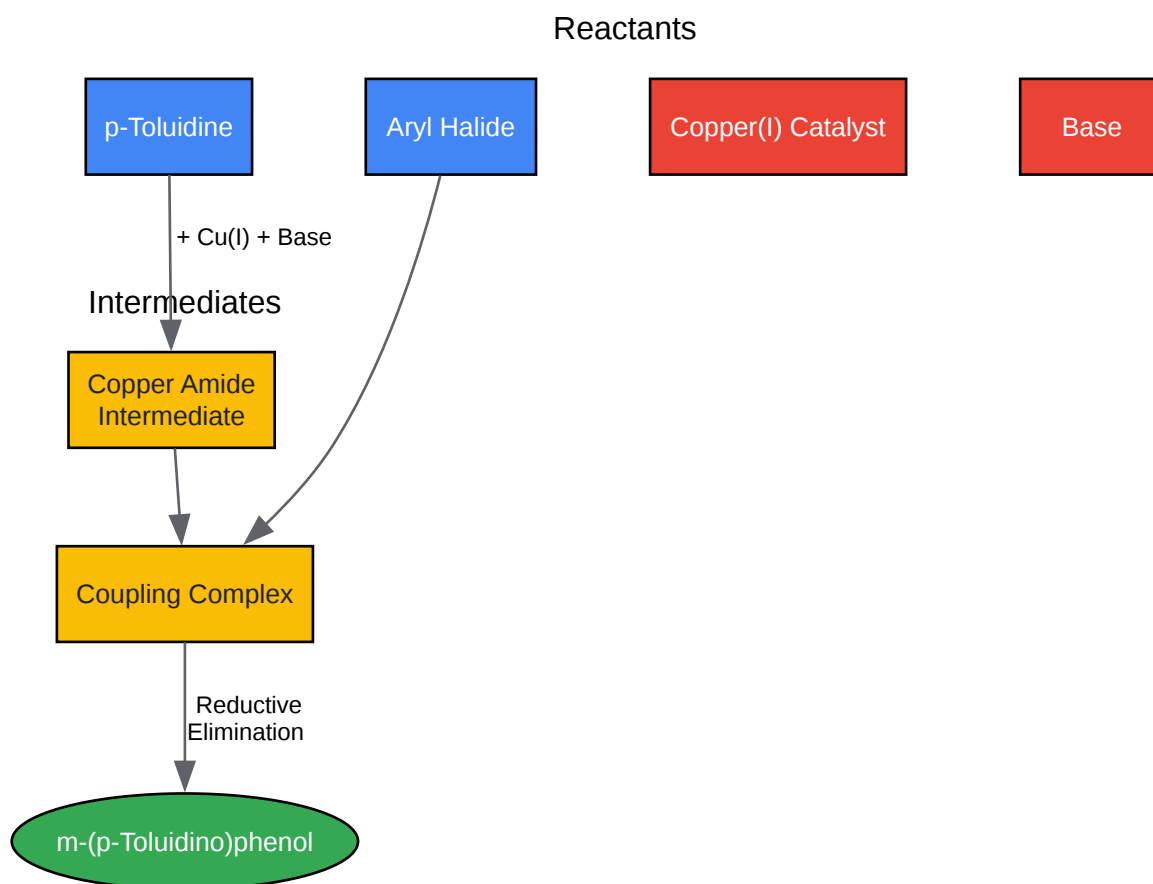 Reactants
p-Toluidine
Aryl Halide
Copper(I) Catalyst
Base
+ Cu(I) + Base
Intermediates
Copper Amide
Intermediate
Coupling Complex
Reductive
Elimination
m-(p-Toluidino)phenol